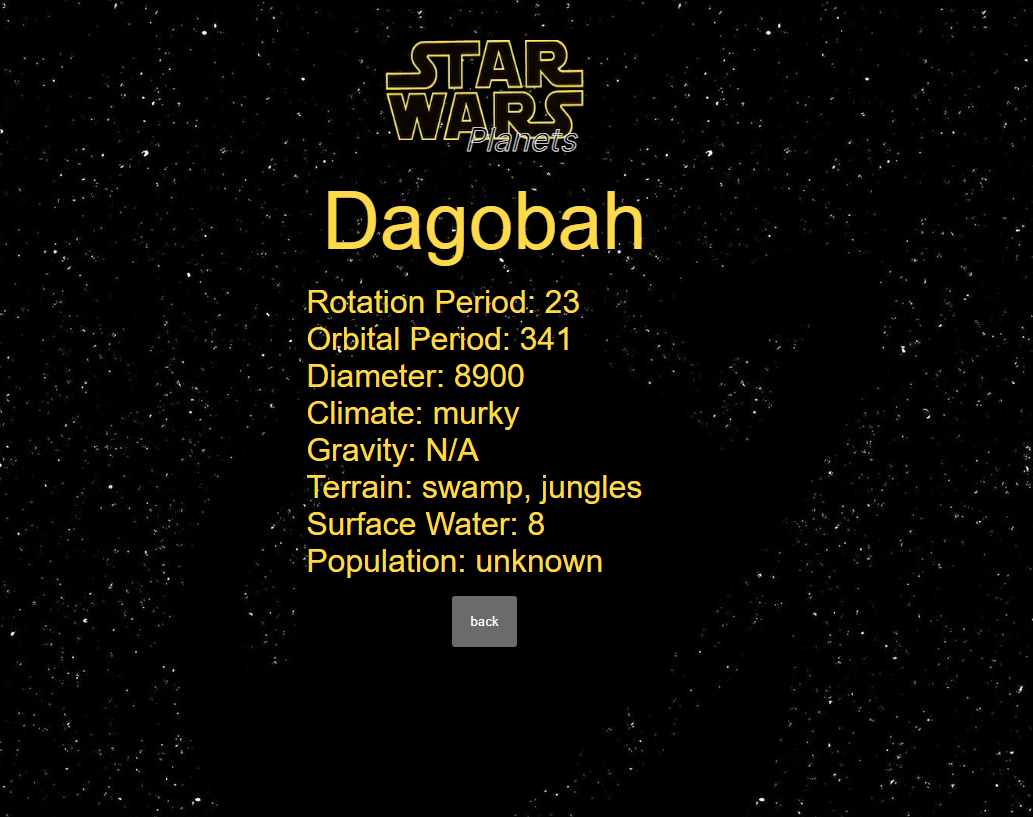 STAR
WARS
Planets
Dagobah
Rotation Period: 23
Orbital Period: 341
Diameter: 8900
Climate: murky
Gravity: N/A
Terrain: swamp, jungles
Surface Water: 8
Population: unknown
back